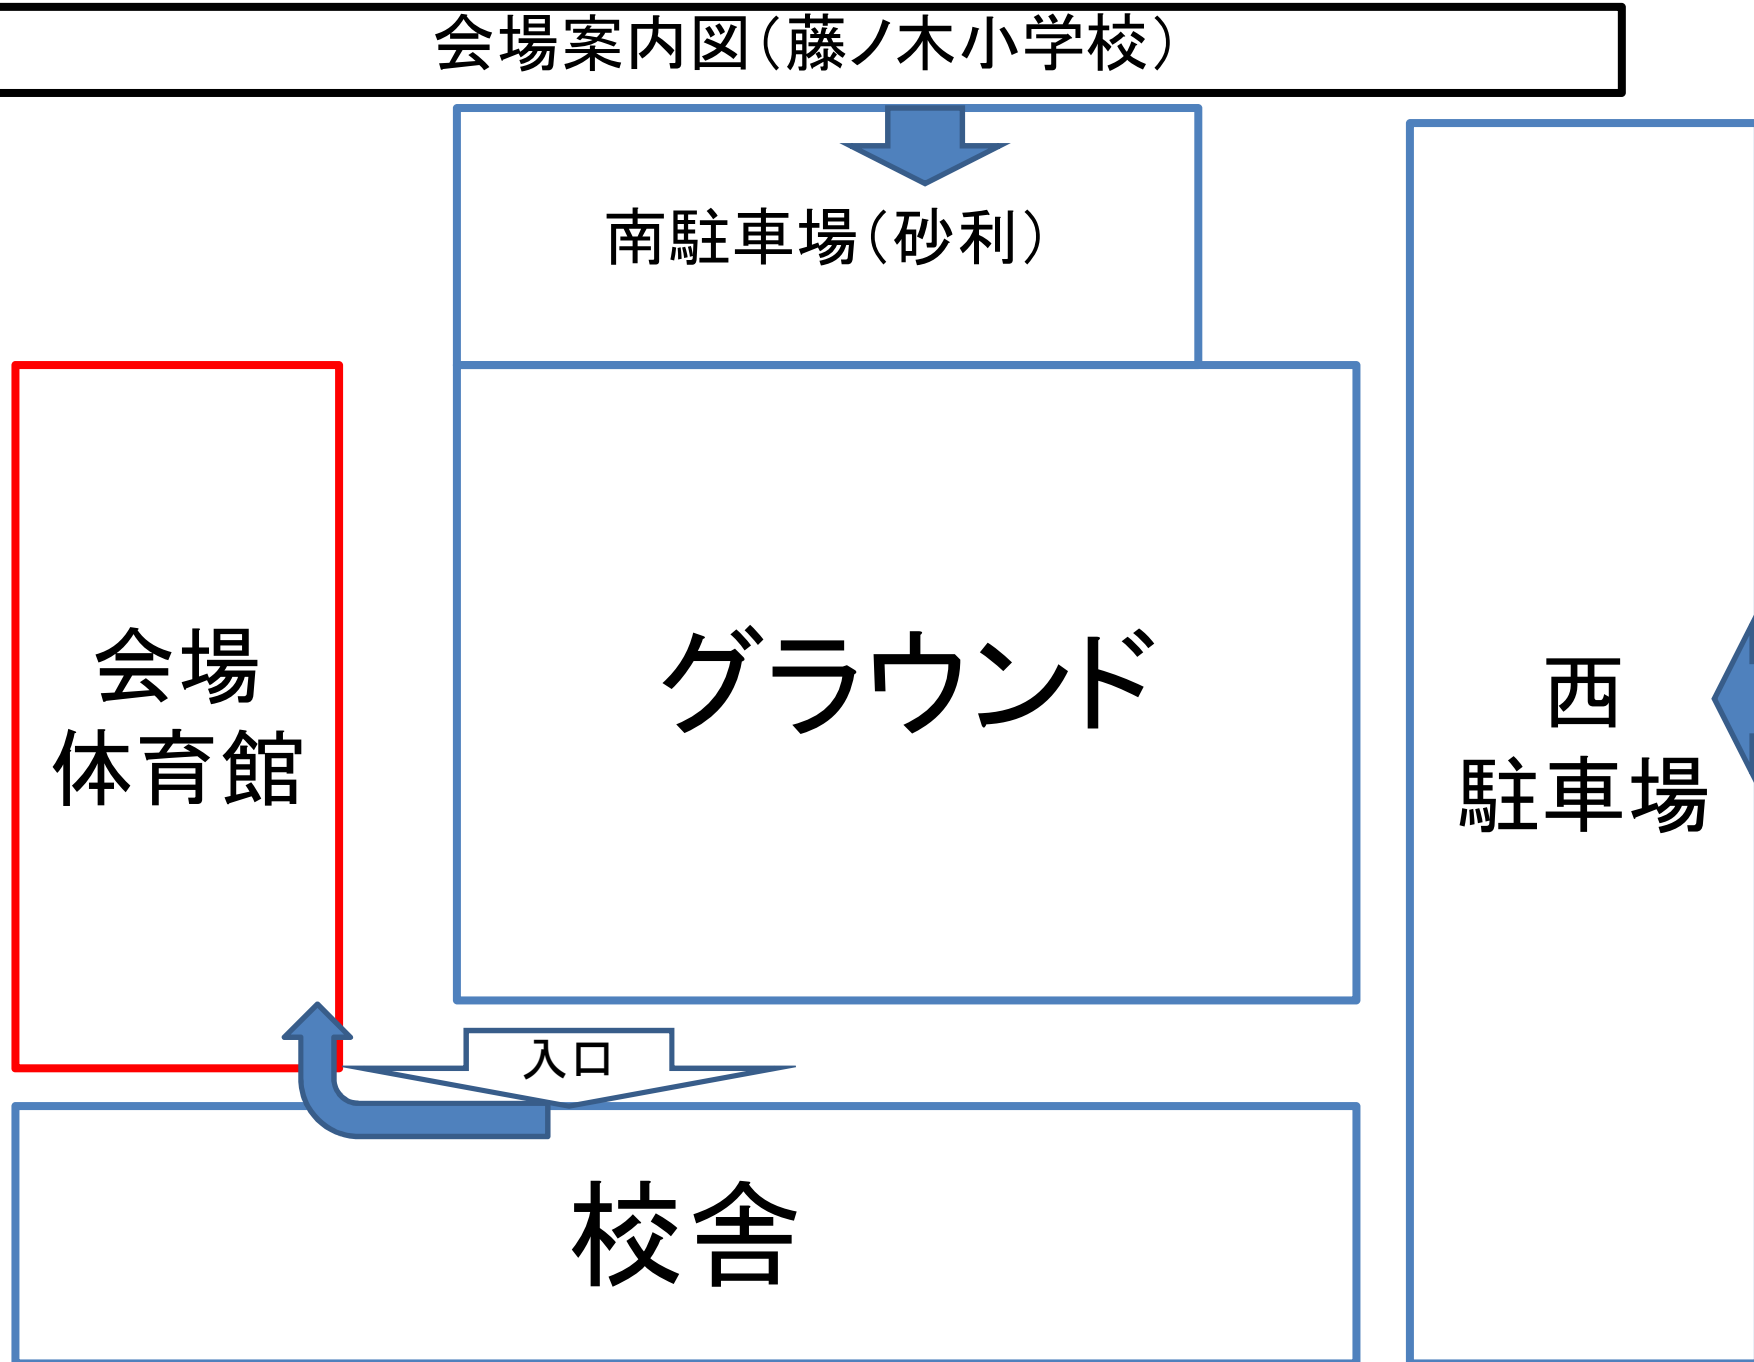 会場案内図（藤ノ木小学校）
南駐車場（砂利）
グラウンド
会場
体育館
西
駐車場
入口
校舎